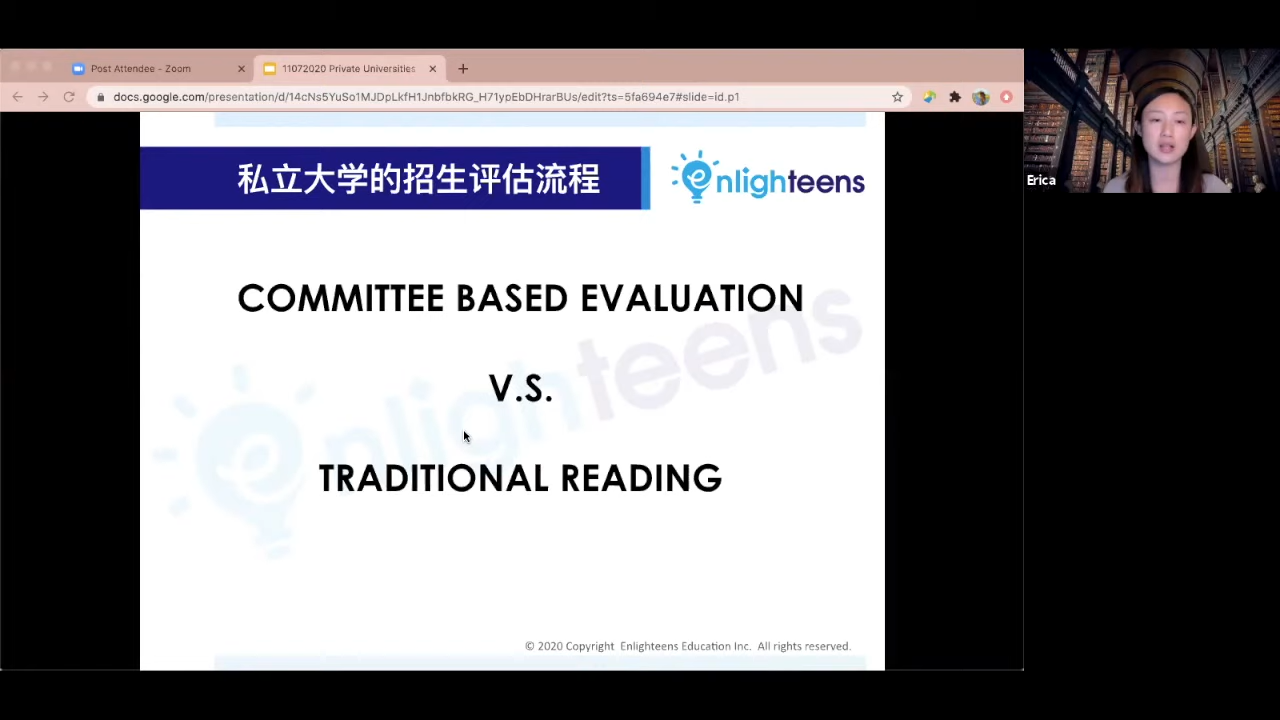 Post Attendee - Zoom
11072020 Private Universities
docs.google.com/presentation/d/14cNs5YuSo1MJDpLkfH1JnbfbkRG_H71ypEbDHrarBUs/edit?ts=5fa694e7#slide=id.p1
Erica
私立大学的招生评估流程
enlighteens
COMMITTEE BASED EVALUATION
V.S.
TRADITIONAL READING
enlighteens
© 2020 Copyright Enlighteens Education Inc. All rights reserved.